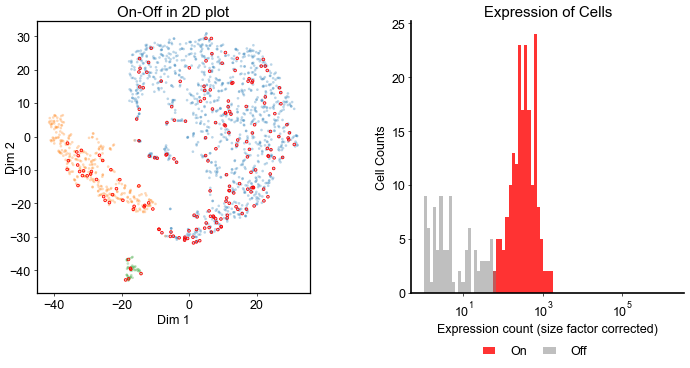 On-Off in 2D plot
30
20
10
0
−10
−20
−30
−40
Dim 2
−40
−20
0
20
Dim 1
Expression of Cells
25
20
15
10
5
0
Cell Counts
10^1
10^3
10^5
Expression count (size factor corrected)
On
Off